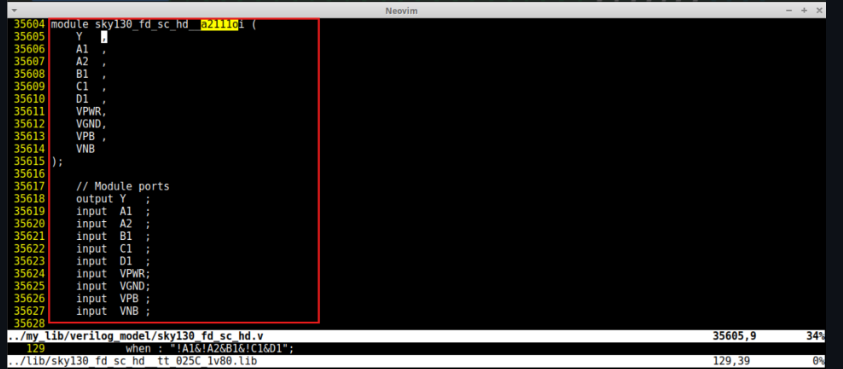 Neovim
35604 module sky130_fd_sc_hd__a2111oi (
35605     Y  ,
35606     A1 ,
35607     A2 ,
35608     B1 ,
35609     C1 ,
35610     D1 ,
35611     VPWR,
35612     VGND,
35613     VPB ,
35614     VNB
35615 );
35616
35617     // Module ports
35618     output Y   ;
35619     input  A1  ;
35620     input  A2  ;
35621     input  B1  ;
35622     input  C1  ;
35623     input  D1  ;
35624     input  VPWR;
35625     input  VGND;
35626     input  VPB ;
35627     input  VNB ;
35628
../my_lib/verilog_model/sky130_fd_sc_hd.v 35605,9 34%
129 when : "!A1&!A2&B1&!C1&D1";
../lib/sky130_fd_sc_hd__tt_025C_1v80.lib 129,39 0%